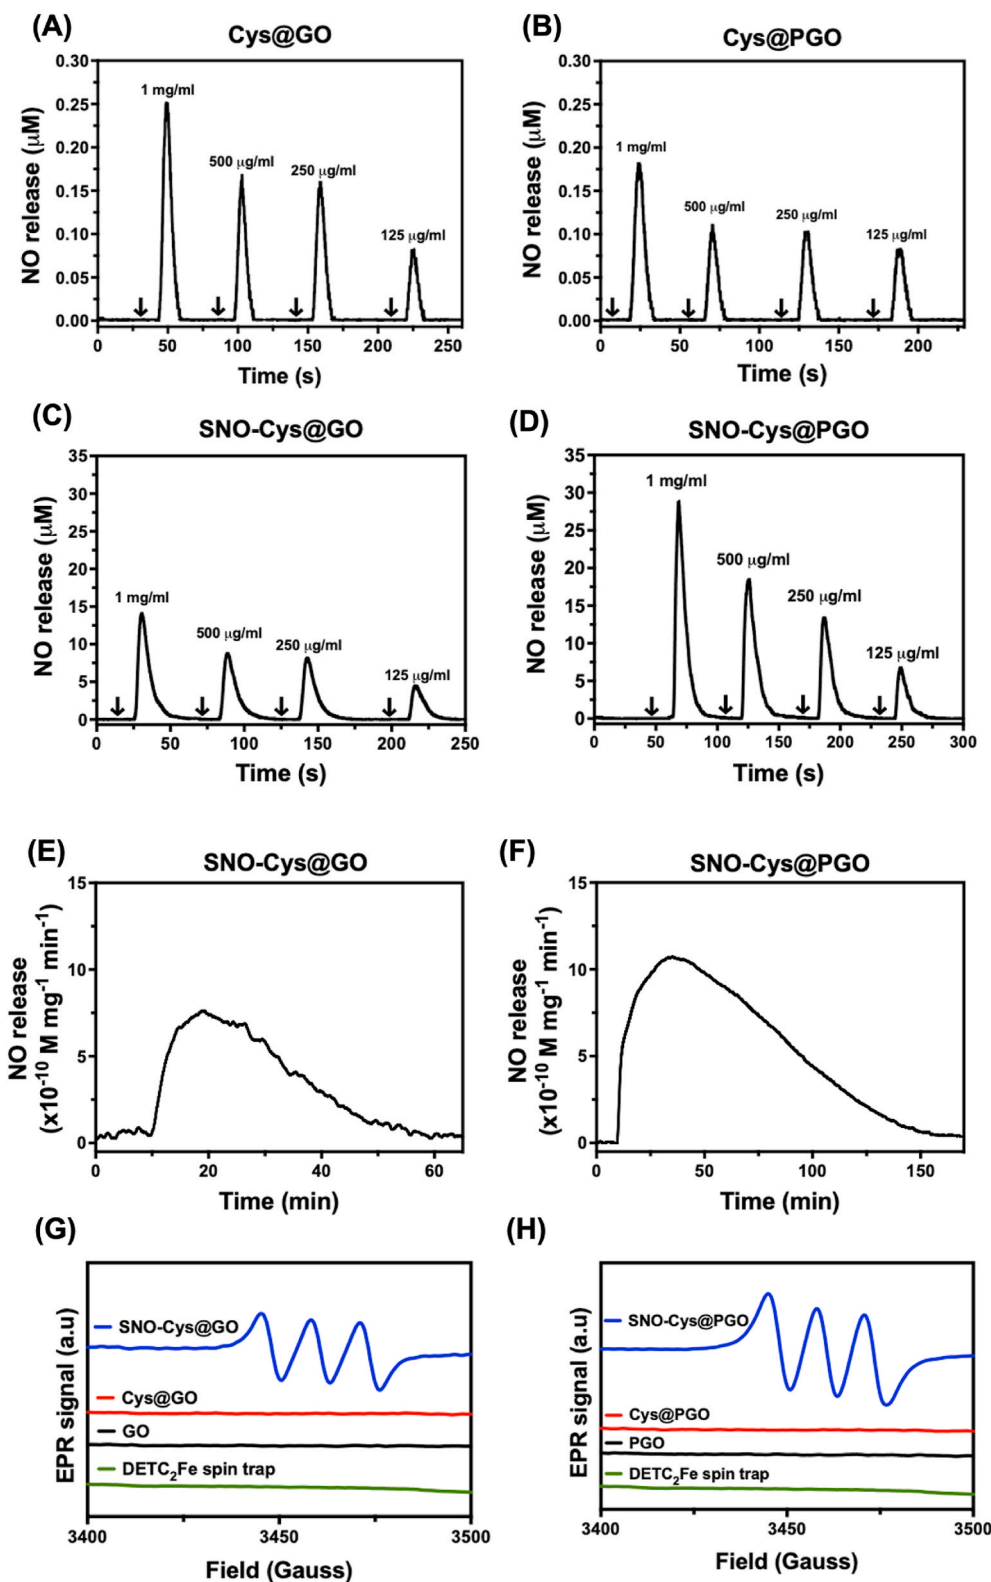 (A)
Cys@GO
NO release (μM)
0.30
0.25
0.20
0.15
0.10
0.05
0.00
1 mg/ml
500 μg/ml
250 μg/ml
125 μg/ml
0 50 100 150 200 250
Time (s)
(B)
Cys@PGO
NO release (μM)
0.30
0.25
0.20
0.15
0.10
0.05
0.00
1 mg/ml
500 μg/ml
250 μg/ml
125 μg/ml
0 50 100 150 200
Time (s)
(C)
SNO-Cys@GO
NO release (μM)
35
30
25
20
15
10
5
0
1 mg/ml
500 μg/ml
250 μg/ml
125 μg/ml
0 50 100 150 200 250
Time (s)
(D)
SNO-Cys@PGO
NO release (μM)
35
30
25
20
15
10
5
0
1 mg/ml
500 μg/ml
250 μg/ml
125 μg/ml
0 50 100 150 200 250 300
Time (s)
(E)
SNO-Cys@GO
NO release
(x10⁻¹⁰ M mg⁻¹ min⁻¹)
15
10
5
0
0 20 40 60
Time (min)
(F)
SNO-Cys@PGO
NO release
(x10⁻¹⁰ M mg⁻¹ min⁻¹)
15
10
5
0
0 50 100 150
Time (min)
(G)
EPR signal (a.u)
SNO-Cys@GO
Cys@GO
GO
DETC₂Fe spin trap
3400 3450 3500
Field (Gauss)
(H)
EPR signal (a.u)
SNO-Cys@PGO
Cys@PGO
PGO
DETC₂Fe spin trap
3400 3450 3500
Field (Gauss)